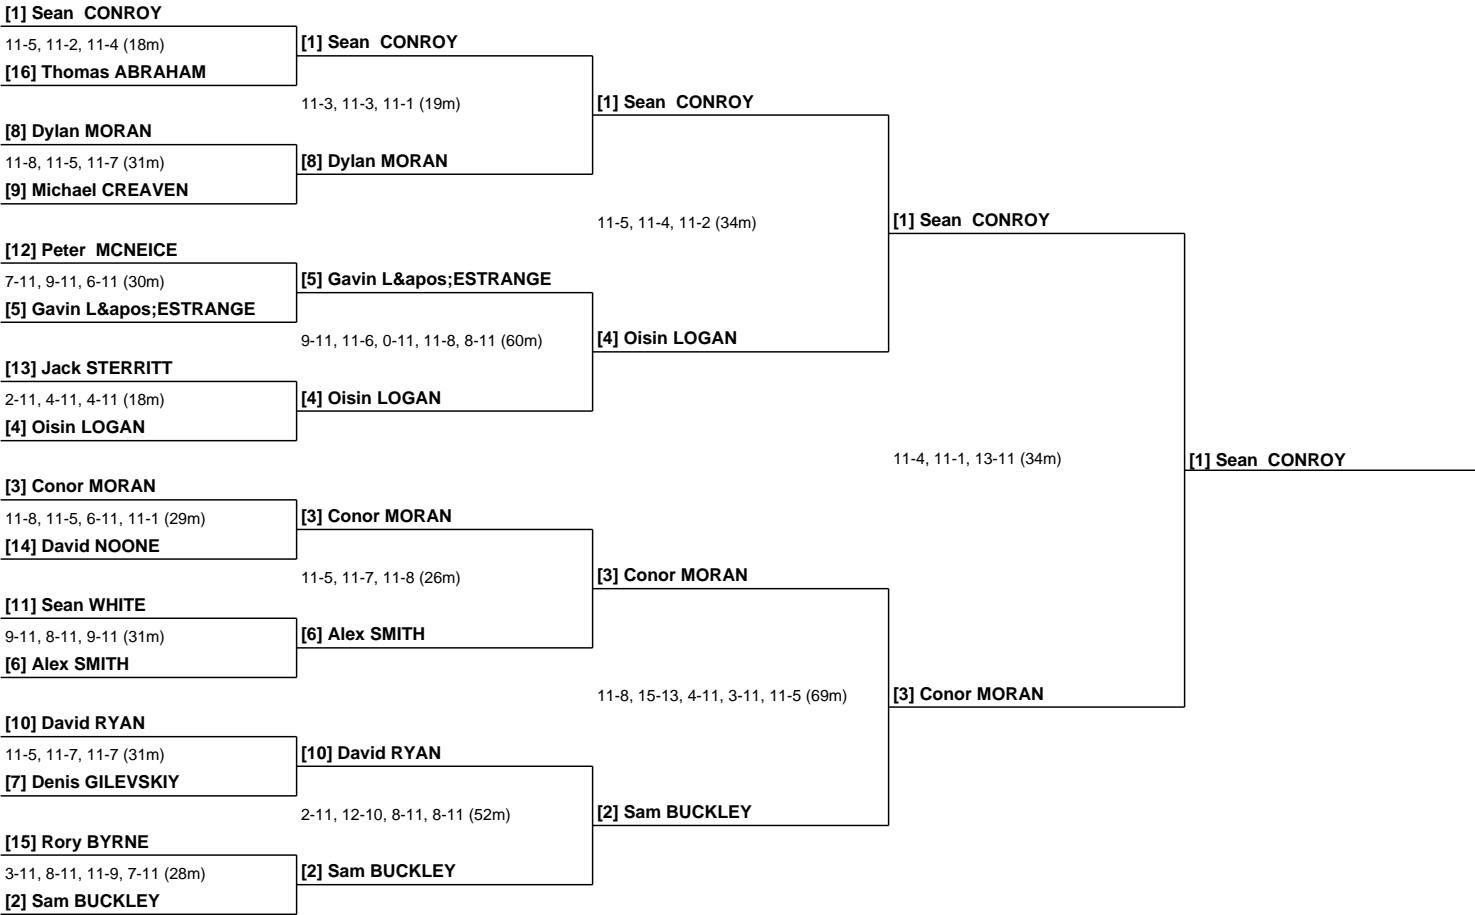 [1] Sean  CONROY
11-5, 11-2, 11-4 (18m)
[1] Sean  CONROY
[16] Thomas ABRAHAM
11-3, 11-3, 11-1 (19m)
[1] Sean  CONROY
[8] Dylan MORAN
11-8, 11-5, 11-7 (31m)
[8] Dylan MORAN
[9] Michael CREAVEN
11-5, 11-4, 11-2 (34m)
[1] Sean  CONROY
[12] Peter  MCNEICE
7-11, 9-11, 6-11 (30m)
[5] Gavin L&apos;ESTRANGE
[5] Gavin L&apos;ESTRANGE
9-11, 11-6, 0-11, 11-8, 8-11 (60m)
[4] Oisin LOGAN
[13] Jack STERRITT
2-11, 4-11, 4-11 (18m)
[4] Oisin LOGAN
[4] Oisin LOGAN
11-4, 11-1, 13-11 (34m)
[1] Sean  CONROY
[3] Conor MORAN
11-8, 11-5, 6-11, 11-1 (29m)
[3] Conor MORAN
[14] David NOONE
11-5, 11-7, 11-8 (26m)
[3] Conor MORAN
[11] Sean WHITE
9-11, 8-11, 9-11 (31m)
[6] Alex SMITH
[6] Alex SMITH
11-8, 15-13, 4-11, 3-11, 11-5 (69m)
[3] Conor MORAN
[10] David RYAN
11-5, 11-7, 11-7 (31m)
[10] David RYAN
[7] Denis GILEVSKIY
2-11, 12-10, 8-11, 8-11 (52m)
[2] Sam BUCKLEY
[15] Rory BYRNE
3-11, 8-11, 11-9, 7-11 (28m)
[2] Sam BUCKLEY
[2] Sam BUCKLEY